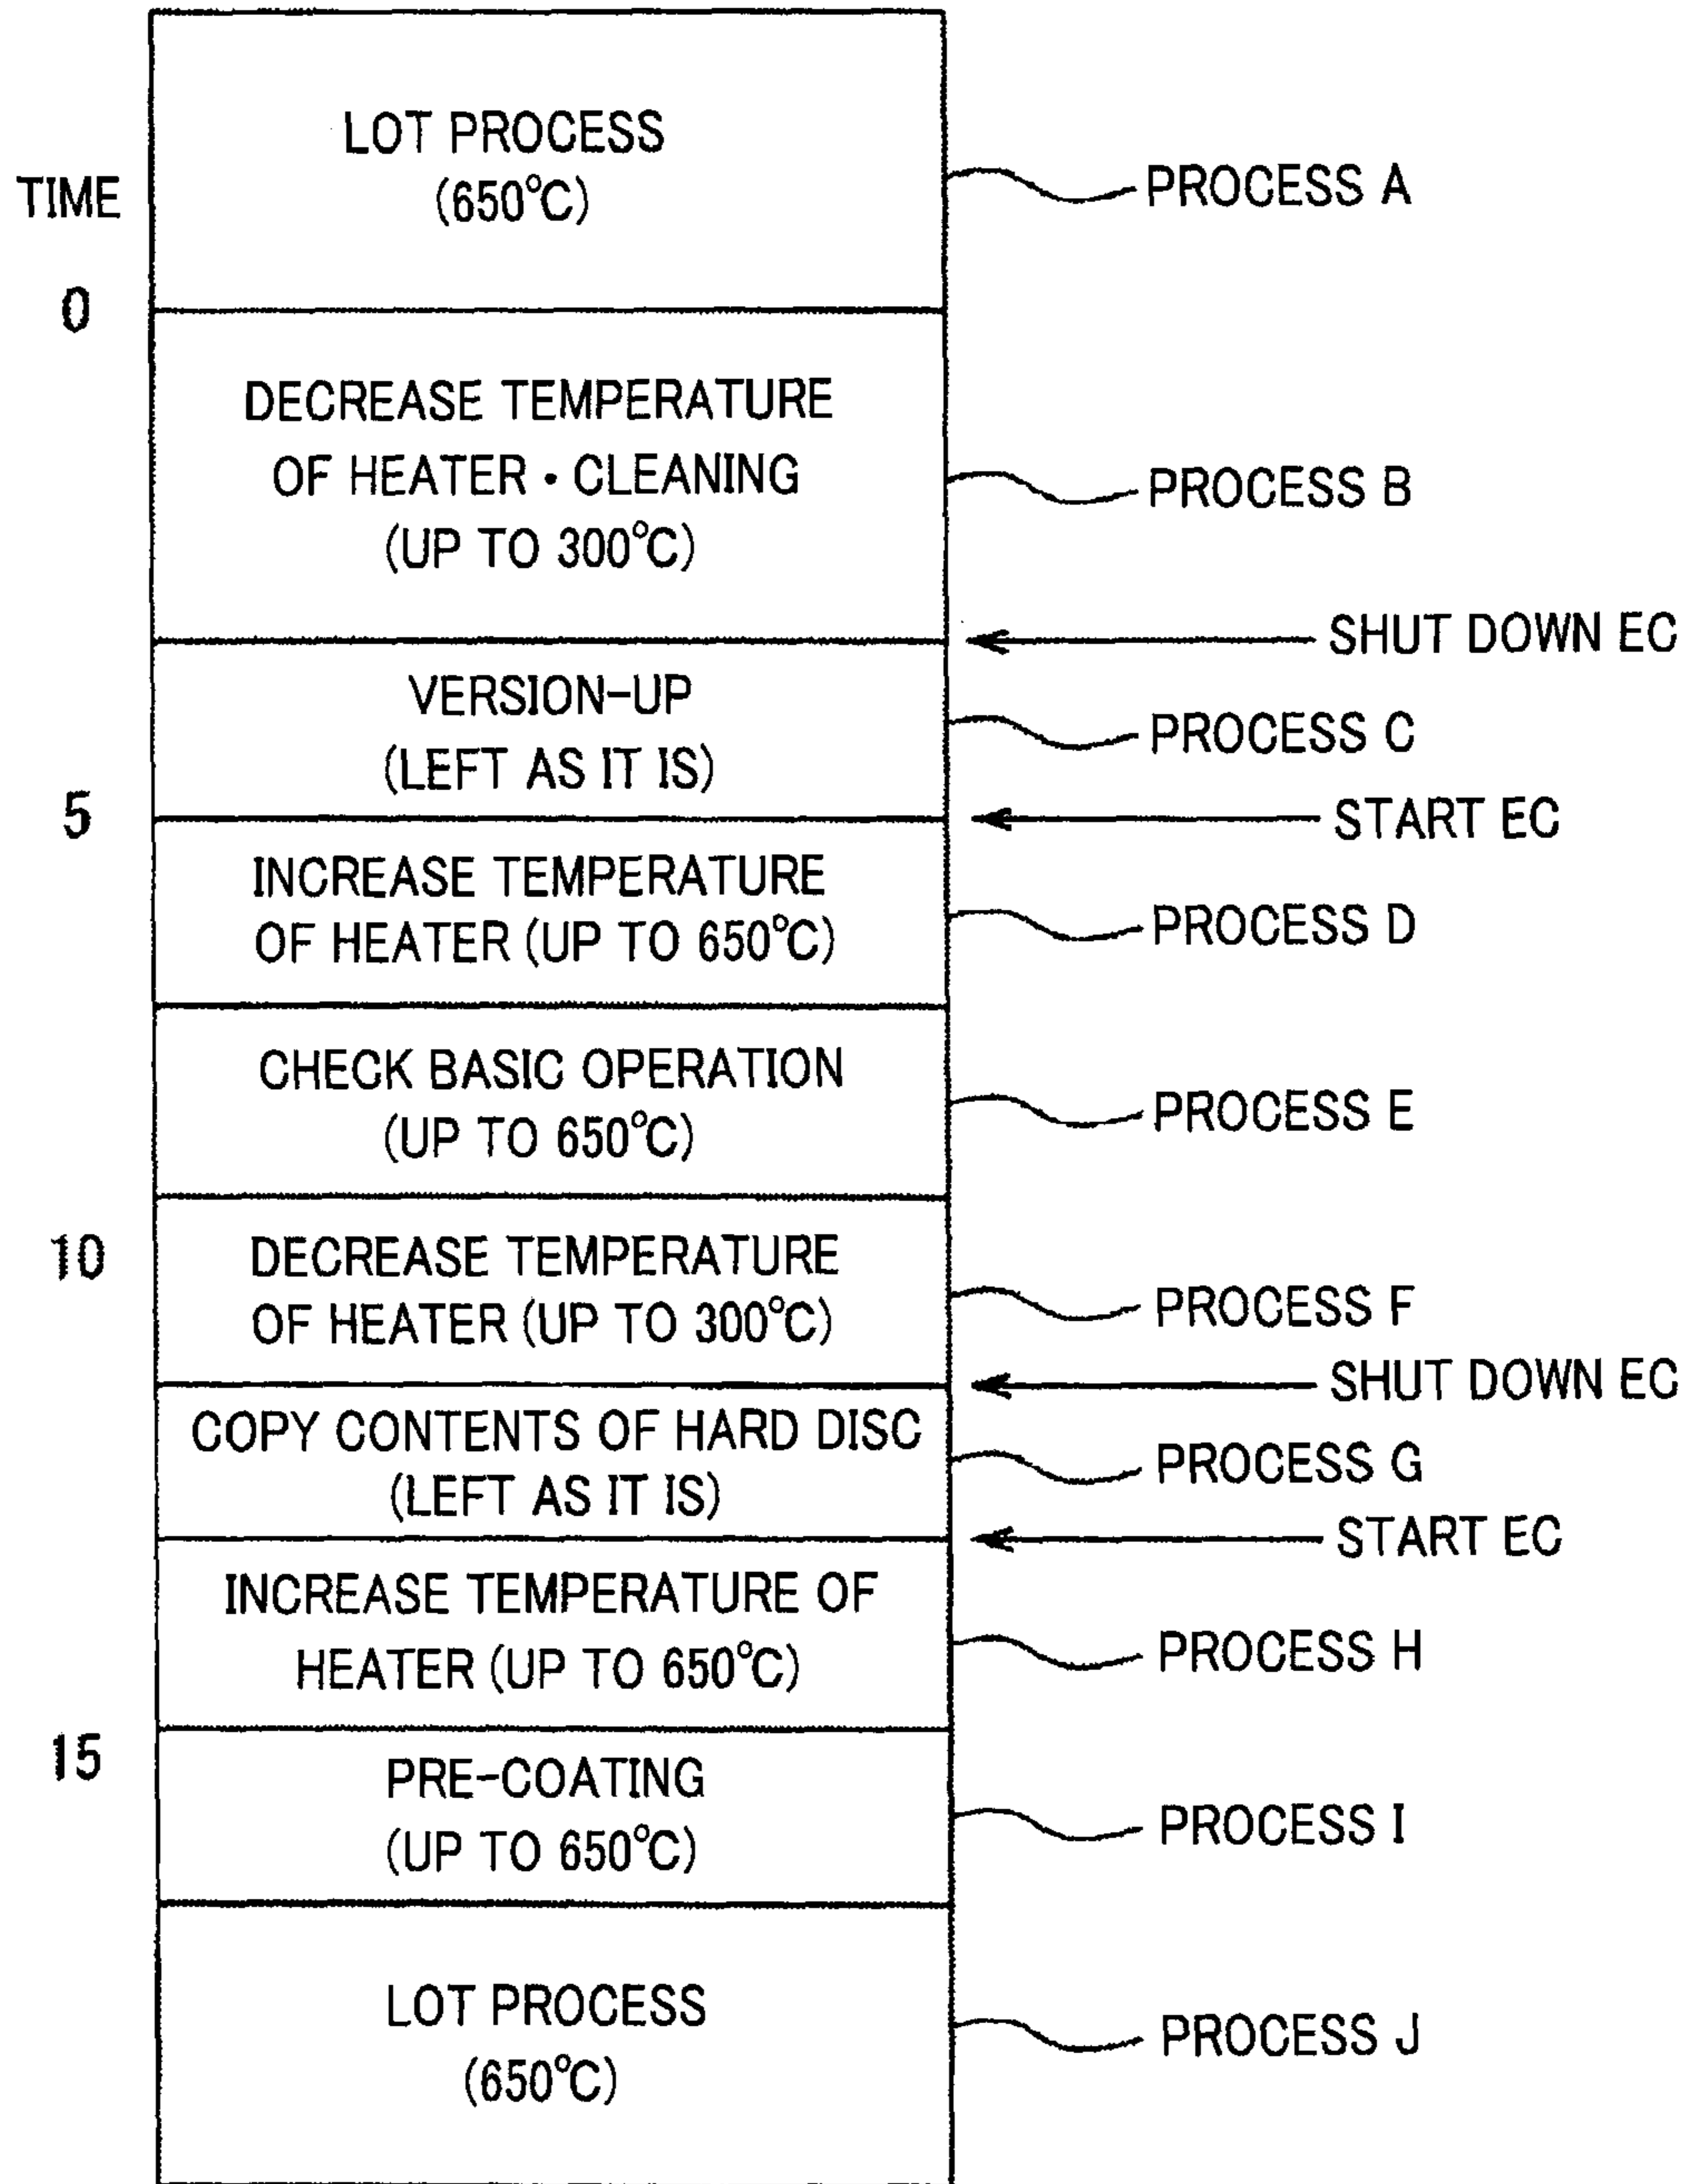 LOT PROCESS
(650℃)
TIME
PROCESS A
0
DECREASE TEMPERATURE
OF HEATER・CLEANING
(UP TO 300℃)
PROCESS B
SHUT DOWN EC
VERSION-UP
(LEFT AS IT IS)
PROCESS C
5
START EC
INCREASE TEMPERATURE
OF HEATER (UP TO 650℃)
PROCESS D
CHECK BASIC OPERATION
(UP TO 650℃)
PROCESS E
10
DECREASE TEMPERATURE
OF HEATER (UP TO 300℃)
PROCESS F
SHUT DOWN EC
COPY CONTENTS OF HARD DISC
(LEFT AS IT IS)
PROCESS G
START EC
INCREASE TEMPERATURE OF
HEATER (UP TO 650℃)
PROCESS H
15
PRE-COATING
(UP TO 650℃)
PROCESS I
LOT PROCESS
(650℃)
PROCESS J